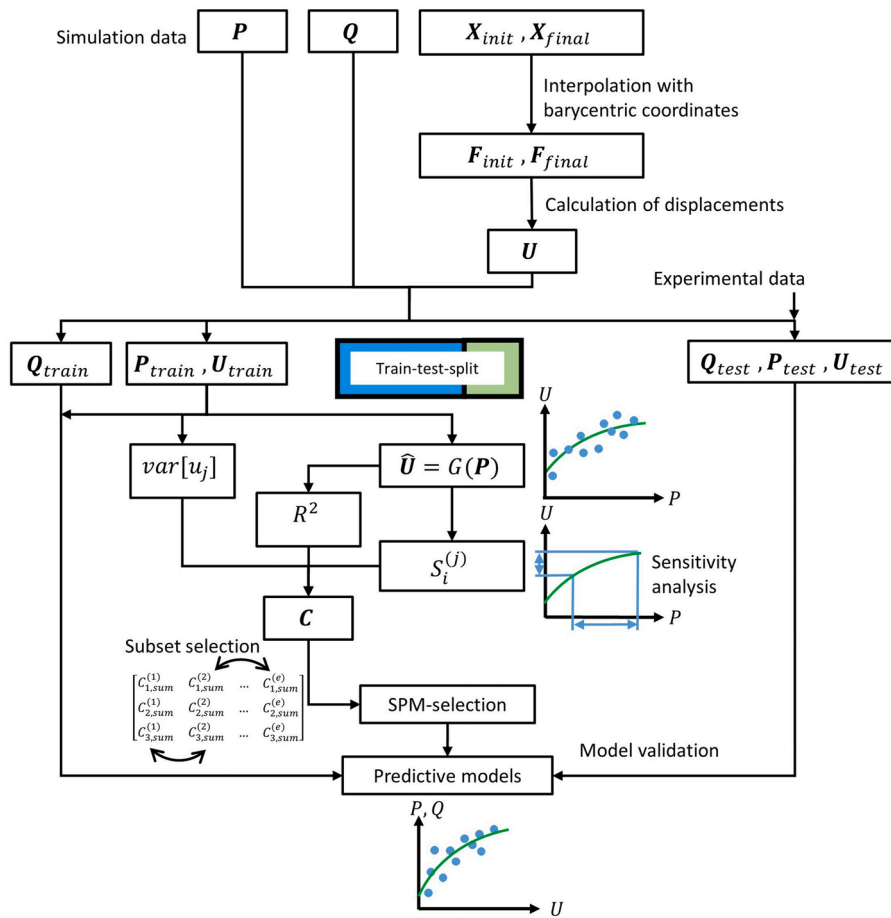 Simulation data
P
Q
X_init , X_final
Interpolation with
barycentric coordinates
F_init , F_final
Calculation of displacements
U
Experimental data
Q_train
P_train , U_train
Train-test-split
Q_test , P_test , U_test
var[u_j]
Û = G(P)
U
P
R^2
S_i^(j)
U
Sensitivity
analysis
P
C
Subset selection
C_1,sum^(1) C_1,sum^(2) ... C_1,sum^(e)
C_2,sum^(1) C_2,sum^(2) ... C_2,sum^(e)
C_3,sum^(1) C_3,sum^(2) ... C_3,sum^(e)
SPM-selection
Model validation
Predictive models
P, Q
U